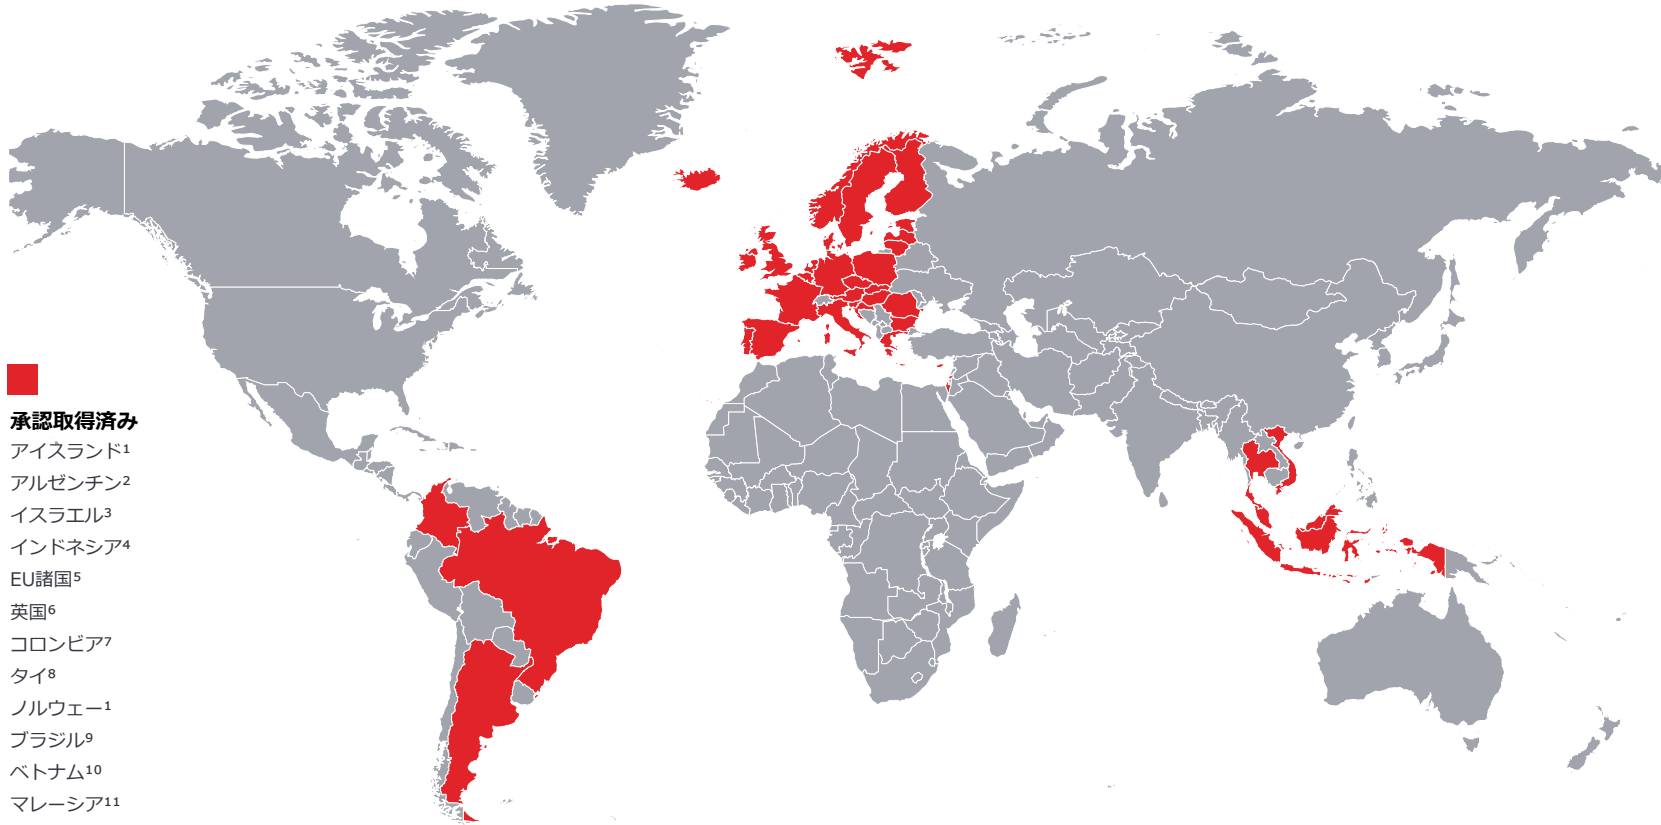 承認取得済み
アイスランド¹
アルゼンチン²
イスラエル³
インドネシア⁴
EU諸国⁵
英国⁶
コロンビア⁷
タイ⁸
ノルウェー¹
ブラジル⁹
ベトナム¹⁰
マレーシア¹¹